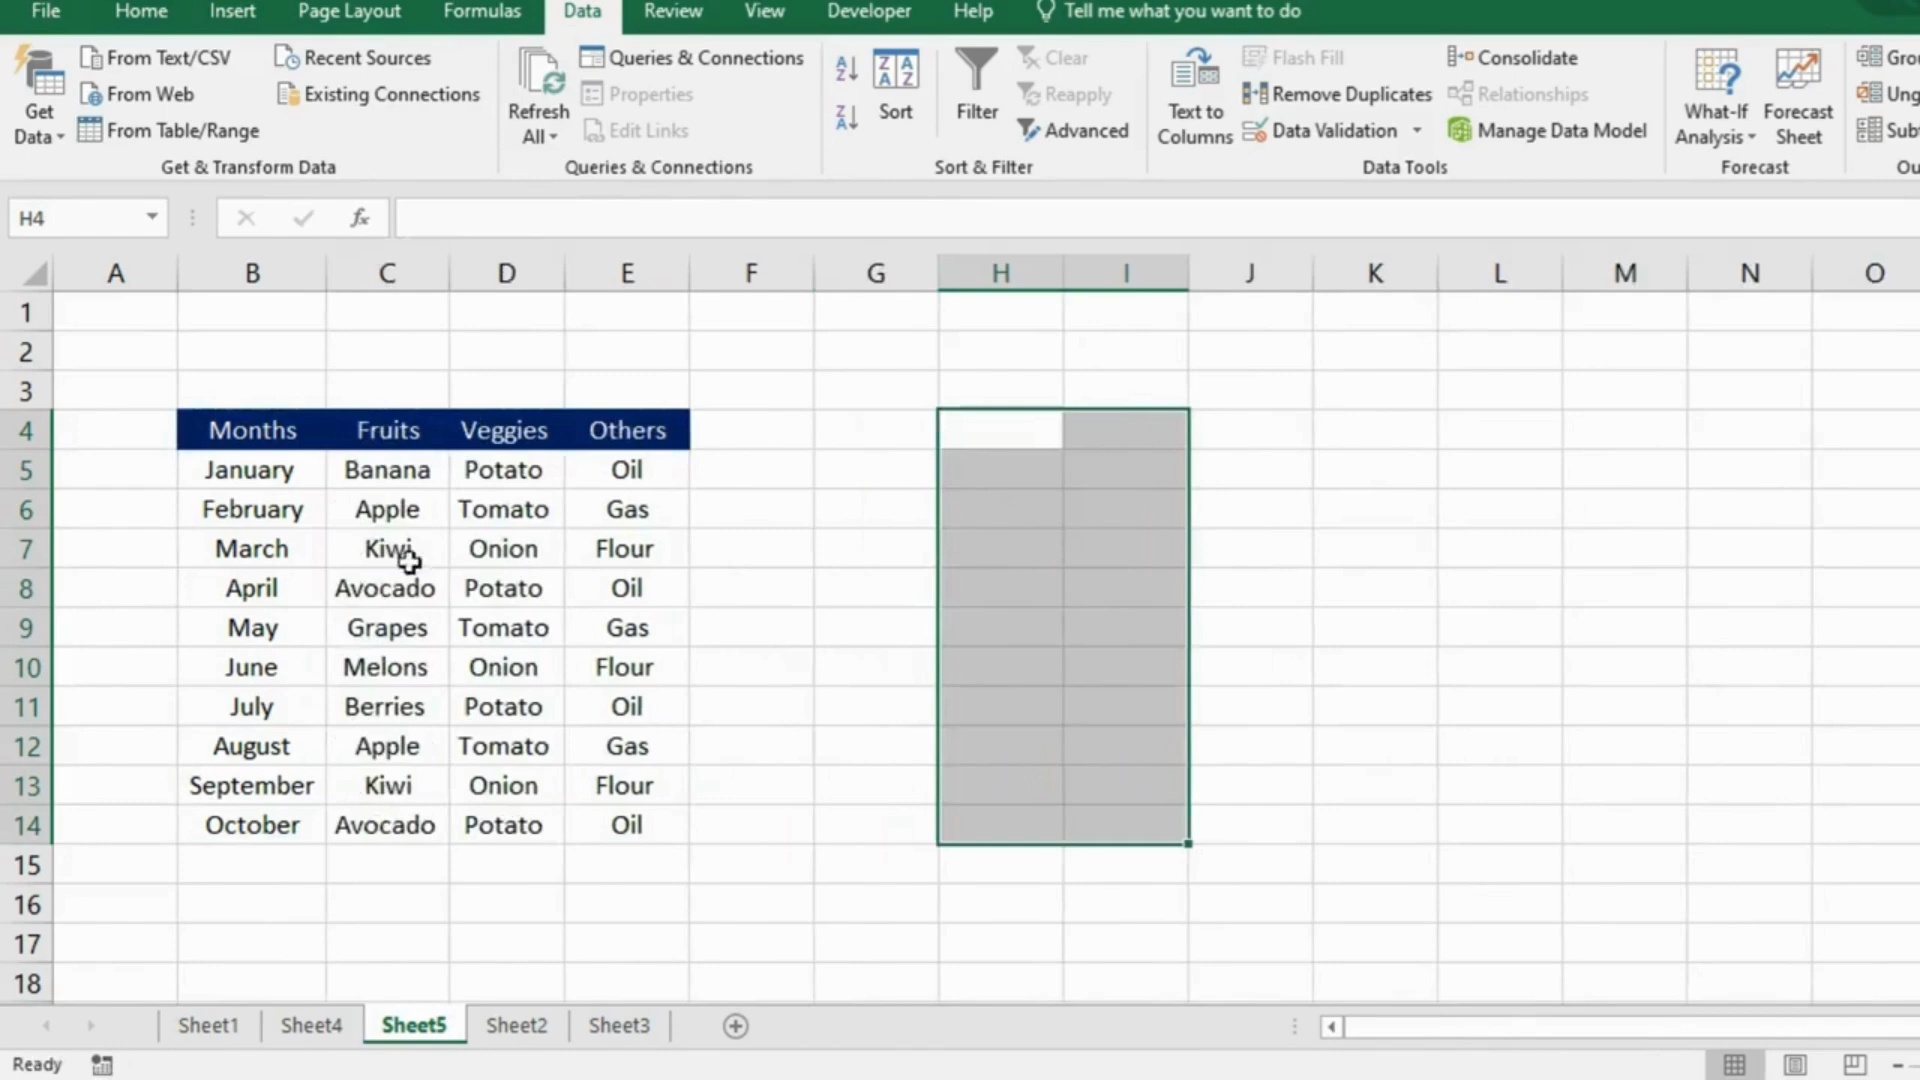 File Home Insert Page Layout Formulas Data Review View Developer Help Tell me what you want to do
Get Data
From Text/CSV
From Web
From Table/Range
Recent Sources
Existing Connections
Get & Transform Data
Refresh All
Queries & Connections
Properties
Edit Links
Queries & Connections
Sort
Filter
Clear
Reapply
Advanced
Sort & Filter
Text to Columns
Flash Fill
Remove Duplicates
Data Validation
Consolidate
Relationships
Manage Data Model
Data Tools
What-If Analysis
Forecast Sheet
Forecast
H4
fx
A B C D E F G H I J K L M N O
1
2
3
4 Months Fruits Veggies Others
5 January Banana Potato Oil
6 February Apple Tomato Gas
7 March Kiwi Onion Flour
8 April Avocado Potato Oil
9 May Grapes Tomato Gas
10 June Melons Onion Flour
11 July Berries Potato Oil
12 August Apple Tomato Gas
13 September Kiwi Onion Flour
14 October Avocado Potato Oil
15
16
17
18
Sheet1 Sheet4 Sheet5 Sheet2 Sheet3
Ready